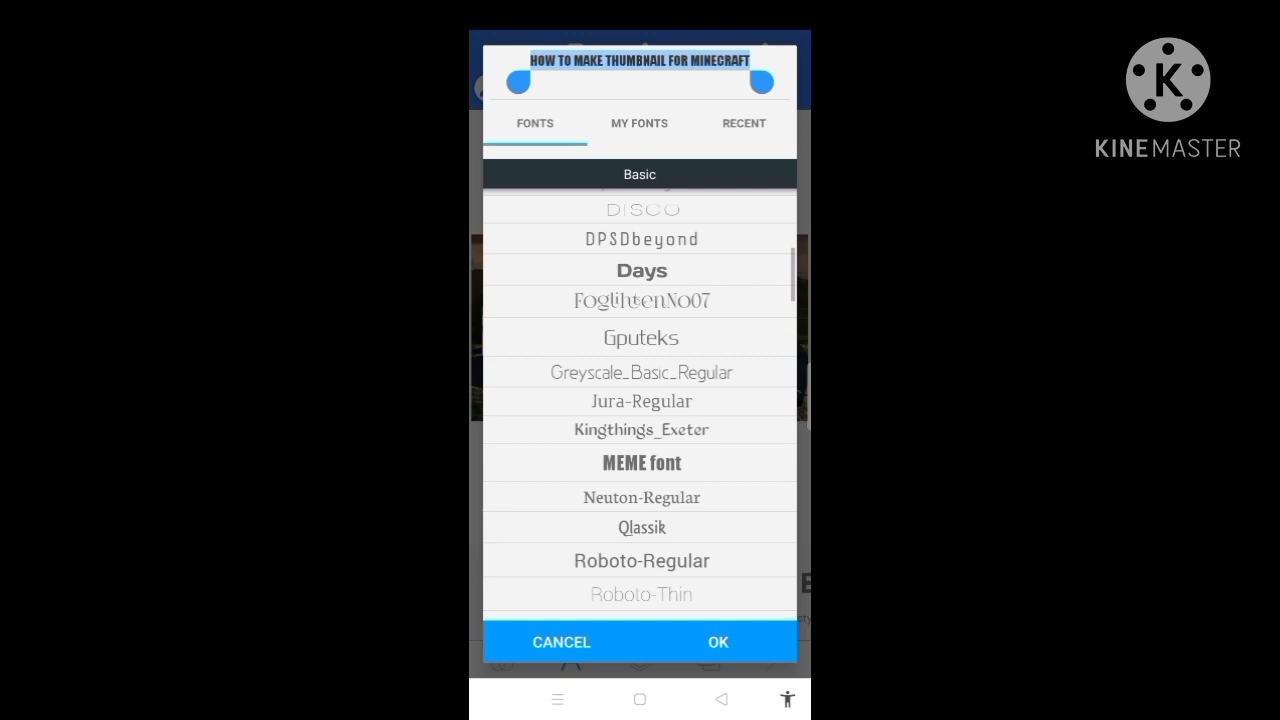 HOW TO MAKE THUMBNAIL FOR MINECRAFT
FONTS
MY FONTS
RECENT
Basic
DISCO
DPSDbeyond
Days
FoglihtenNo07
Gputeks
Greyscale_Basic_Regular
Jura-Regular
Kingthings_Exeter
MEME font
Neuton-Regular
Qlassik
Roboto-Regular
Roboto-Thin
CANCEL
OK
K
KINEMASTER